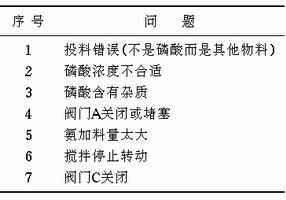 序号 问题
1 投料错误(不是磷酸而是其他物料)
2 磷酸浓度不合适
3 磷酸含有杂质
4 阀门A关闭或堵塞
5 氨加料量太大
6 搅拌停止转动
7 阀门C关闭